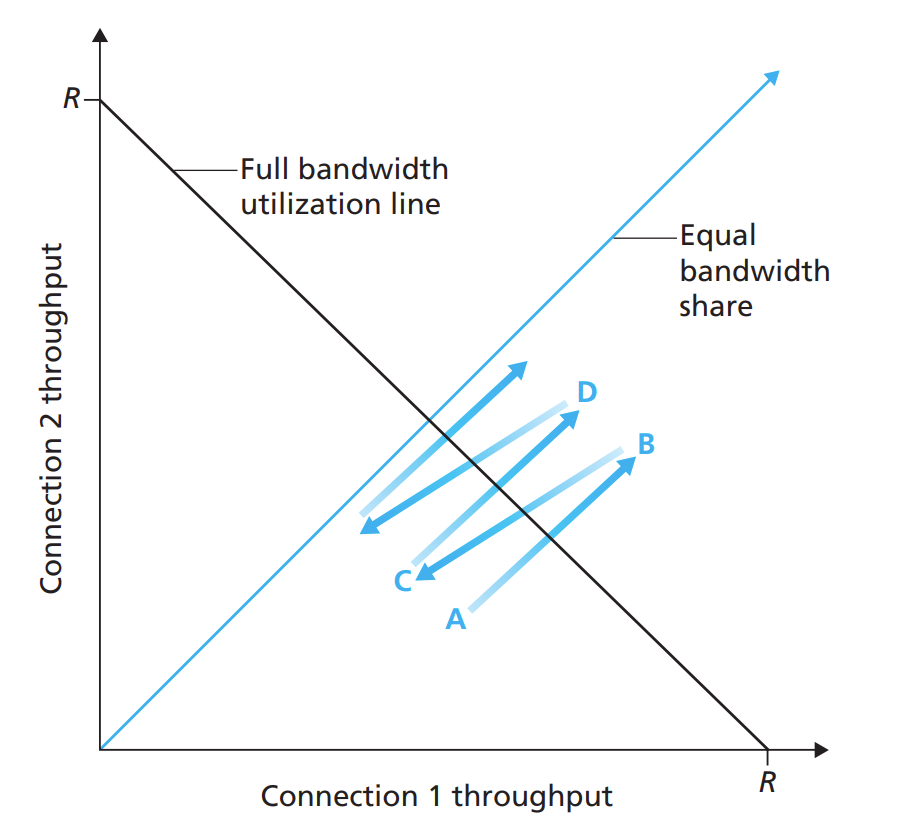 R
Full bandwidth
utilization line
Equal
bandwidth
share
Connection 2 throughput
D
B
C
A
R
Connection 1 throughput